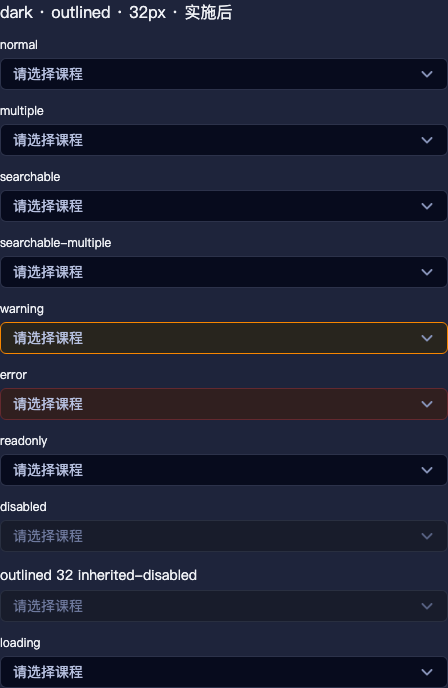 dark · outlined · 32px · 实施后
normal
请选择课程
multiple
请选择课程
searchable
请选择课程
searchable-multiple
请选择课程
warning
请选择课程
error
请选择课程
readonly
请选择课程
disabled
请选择课程
outlined 32 inherited-disabled
请选择课程
loading
请选择课程